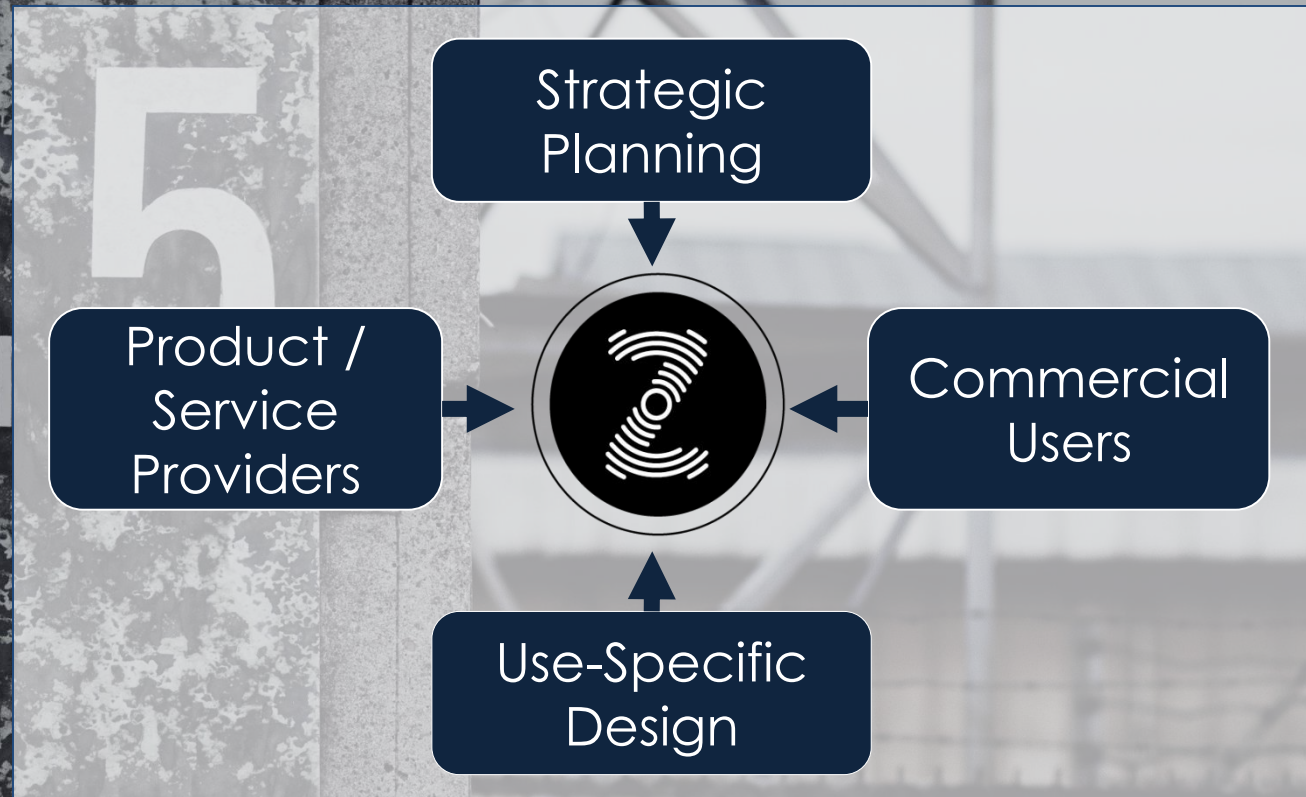 Strategic
Planning
5
Product /
Service
Providers
Z
Commercial
Users
Use-Specific
Design